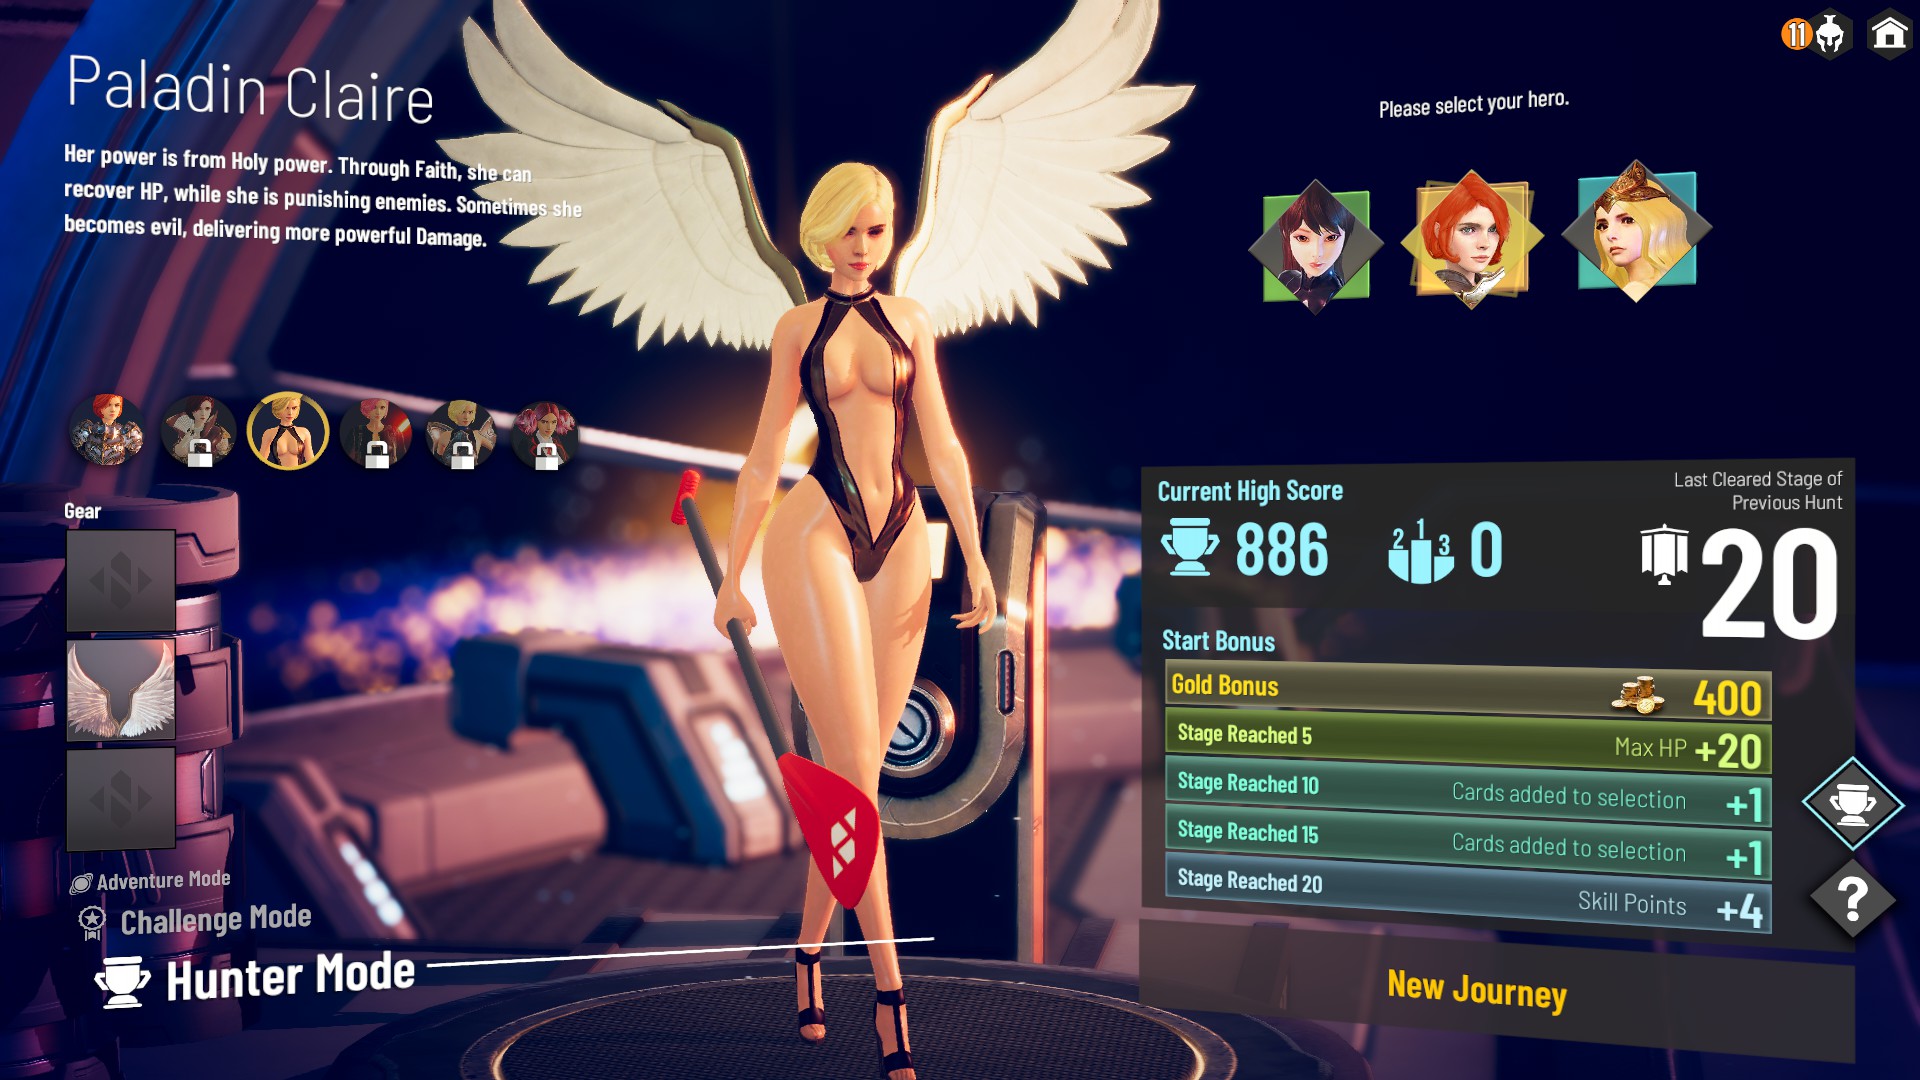 Paladin Claire
Her power is from Holy power. Through Faith, she can
recover HP, while she is punishing enemies. Sometimes she
becomes evil, delivering more powerful Damage.
11
Please select your hero.
Gear
Adventure Mode
Challenge Mode
Hunter Mode
Current High Score
886
2 1 3 0
Last Cleared Stage of
Previous Hunt
20
Start Bonus
Gold Bonus 400
Stage Reached 5 Max HP +20
Stage Reached 10 Cards added to selection +1
Stage Reached 15 Cards added to selection +1
Stage Reached 20 Skill Points +4
?
New Journey